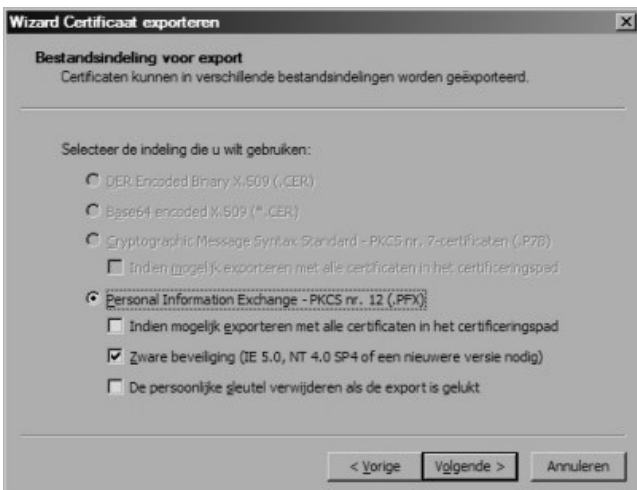 Wizard Certificaat exporteren
Bestandsindeling voor export
Certificaten kunnen in verschillende bestandsindelingen worden geëxporteerd.
Selecteer de indeling die u wilt gebruiken:
DER Encoded Binary X.509 (.CER)
Base64 encoded X.509 (*.CER)
Cryptographic Message Syntax Standard - PKCS nr. 7-certificaten (.P7B)
Indien mogelijk exporteren met alle certificaten in het certificeringspad
Personal Information Exchange - PKCS nr. 12 (.PFX)
Indien mogelijk exporteren met alle certificaten in het certificeringspad
Zware beveiliging (IE 5.0, NT 4.0 SP4 of een nieuwere versie nodig)
De persoonlijke sleutel verwijderen als de export is gelukt
< Vorige Volgende > Annuleren